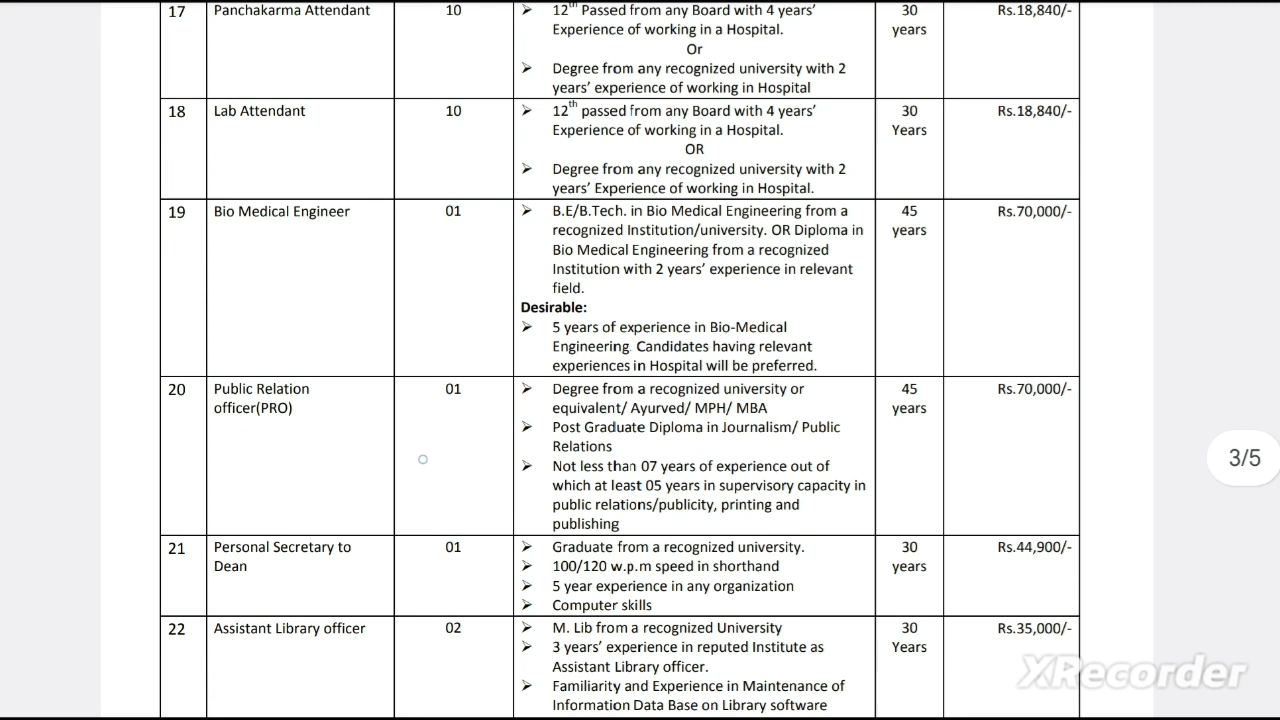 17 Panchakarma Attendant 10 ➢ 12th Passed from any Board with 4 years’ 30 Rs.18,840/-
Experience of working in a Hospital. years
Or
➢ Degree from any recognized university with 2
years’ experience of working in Hospital
18 Lab Attendant 10 ➢ 12th passed from any Board with 4 years’ 30 Rs.18,840/-
Experience of working in a Hospital. Years
OR
➢ Degree from any recognized university with 2
years’ Experience of working in Hospital.
19 Bio Medical Engineer 01 ➢ B.E/B.Tech. in Bio Medical Engineering from a 45 Rs.70,000/-
recognized Institution/university. OR Diploma in years
Bio Medical Engineering from a recognized
Institution with 2 years’ experience in relevant
field.
Desirable:
➢ 5 years of experience in Bio-Medical
Engineering. Candidates having relevant
experiences in Hospital will be preferred.
20 Public Relation 01 ➢ Degree from a recognized university or 45 Rs.70,000/-
officer(PRO) equivalent/ Ayurved/ MPH/ MBA years
➢ Post Graduate Diploma in Journalism/ Public
Relations
➢ Not less than 07 years of experience out of
which at least 05 years in supervisory capacity in
public relations/publicity, printing and
publishing
3/5
21 Personal Secretary to 01 ➢ Graduate from a recognized university. 30 Rs.44,900/-
Dean ➢ 100/120 w.p.m speed in shorthand years
➢ 5 year experience in any organization
➢ Computer skills
22 Assistant Library officer 02 ➢ M. Lib from a recognized University 30 Rs.35,000/-
➢ 3 years’ experience in reputed Institute as Years
Assistant Library officer.
➢ Familiarity and Experience in Maintenance of
Information Data Base on Library software
XRecorder